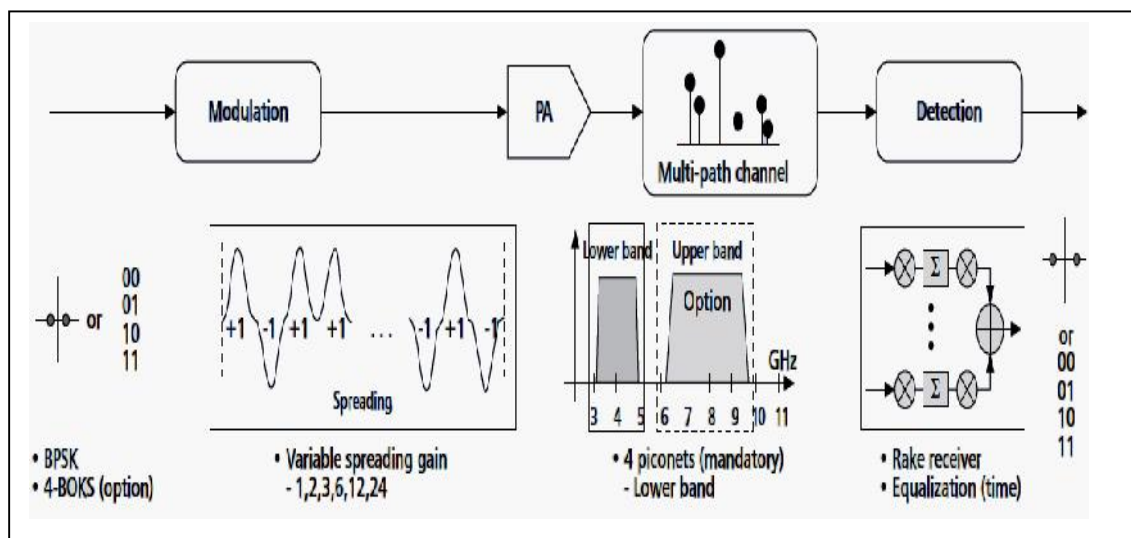 Modulation
PA
Multi-path channel
Detection
or
00
01
10
11
+1 -1 +1 +1 ... -1 +1 -1
Spreading
Lower band
Upper band
Option
GHz
3 4 5 6 7 8 9 10 11
Σ
Σ
or
00
01
10
11
• BPSK
• 4-BOKS (option)
• Variable spreading gain
- 1,2,3,6,12,24
• 4 piconets (mandatory)
- Lower band
• Rake receiver
• Equalization (time)